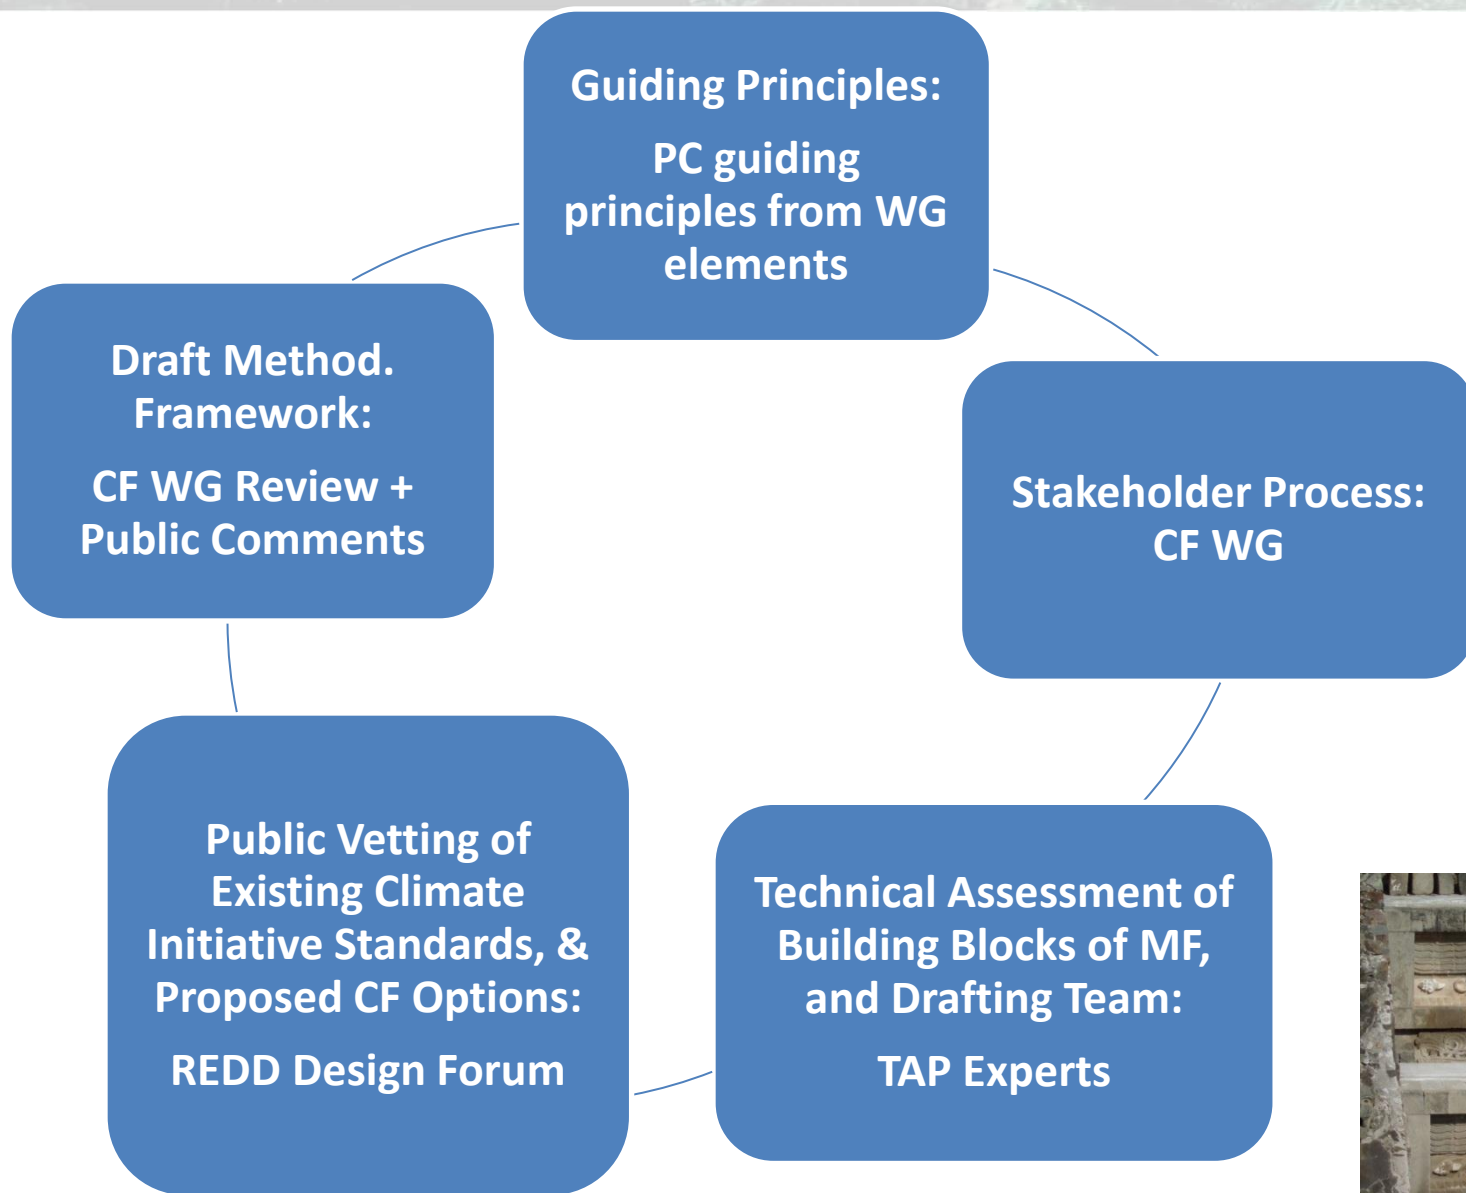 Guiding Principles:
PC guiding
principles from WG
elements
Stakeholder Process:
CF WG
Technical Assessment of
Building Blocks of MF,
and Drafting Team:
TAP Experts
Public Vetting of
Existing Climate
Initiative Standards, &
Proposed CF Options:
REDD Design Forum
Draft Method.
Framework:
CF WG Review +
Public Comments